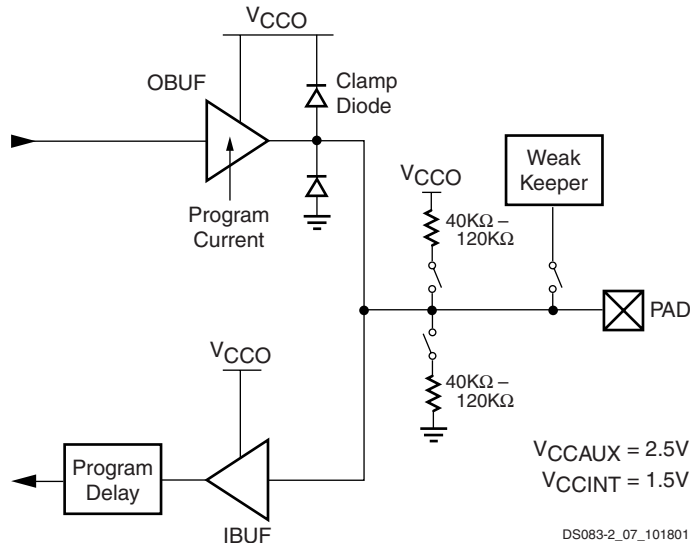 VCCO
OBUF
Clamp
Diode
Program
Current
VCCO
40KΩ –
120KΩ
Weak
Keeper
PAD
40KΩ –
120KΩ
VCCO
Program
Delay
IBUF
VCCAUX = 2.5V
VCCINT = 1.5V
DS083-2_07_101801